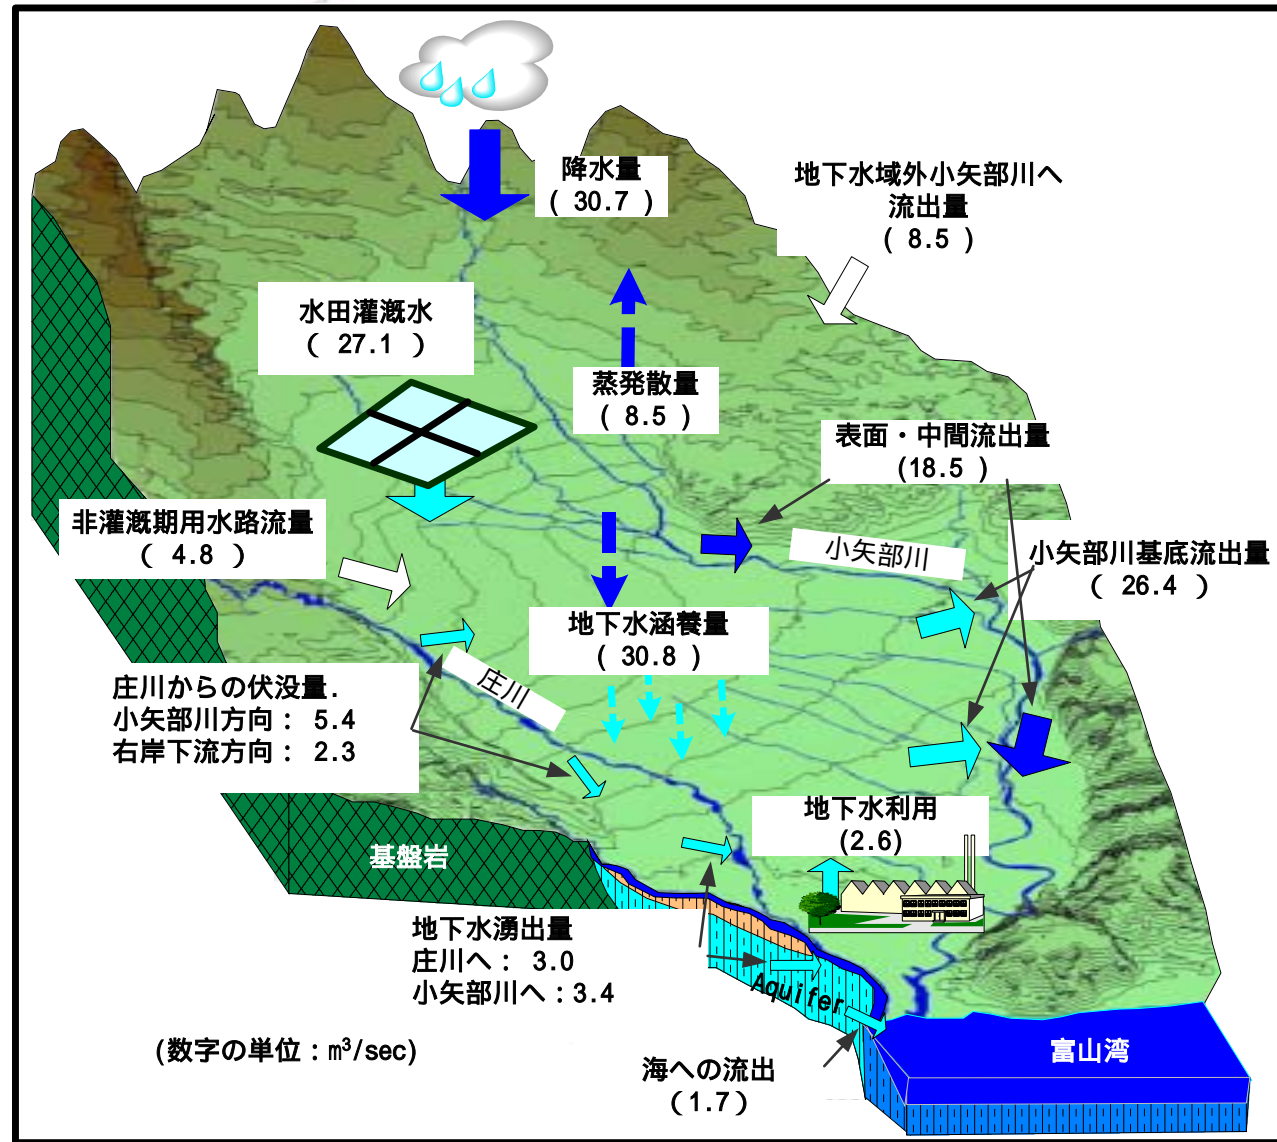 降水量
( 30.7 )
地下水域外小矢部川へ
流出量
( 8.5 )
水田灌漑水
( 27.1 )
蒸発散量
( 8.5 )
表面・中間流出量
(18.5 )
非灌漑期用水路流量
( 4.8 )
小矢部川
小矢部川基底流出量
( 26.4 )
地下水涵養量
( 30.8 )
庄川からの伏没量.
小矢部川方向： 5.4
右岸下流方向： 2.3
庄川
地下水利用
(2.6)
基盤岩
地下水湧出量
庄川へ： 3.0
小矢部川へ：3.4
Aquifer
(数字の単位：m³/sec)
海への流出
(1.7)
富山湾